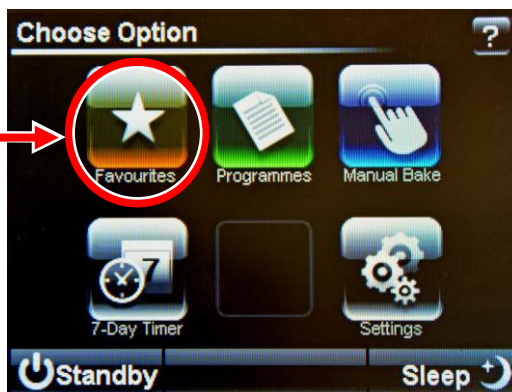 Choose Option
?
Favourites Programmes Manual Bake
7
7-Day Timer Settings
Standby Sleep